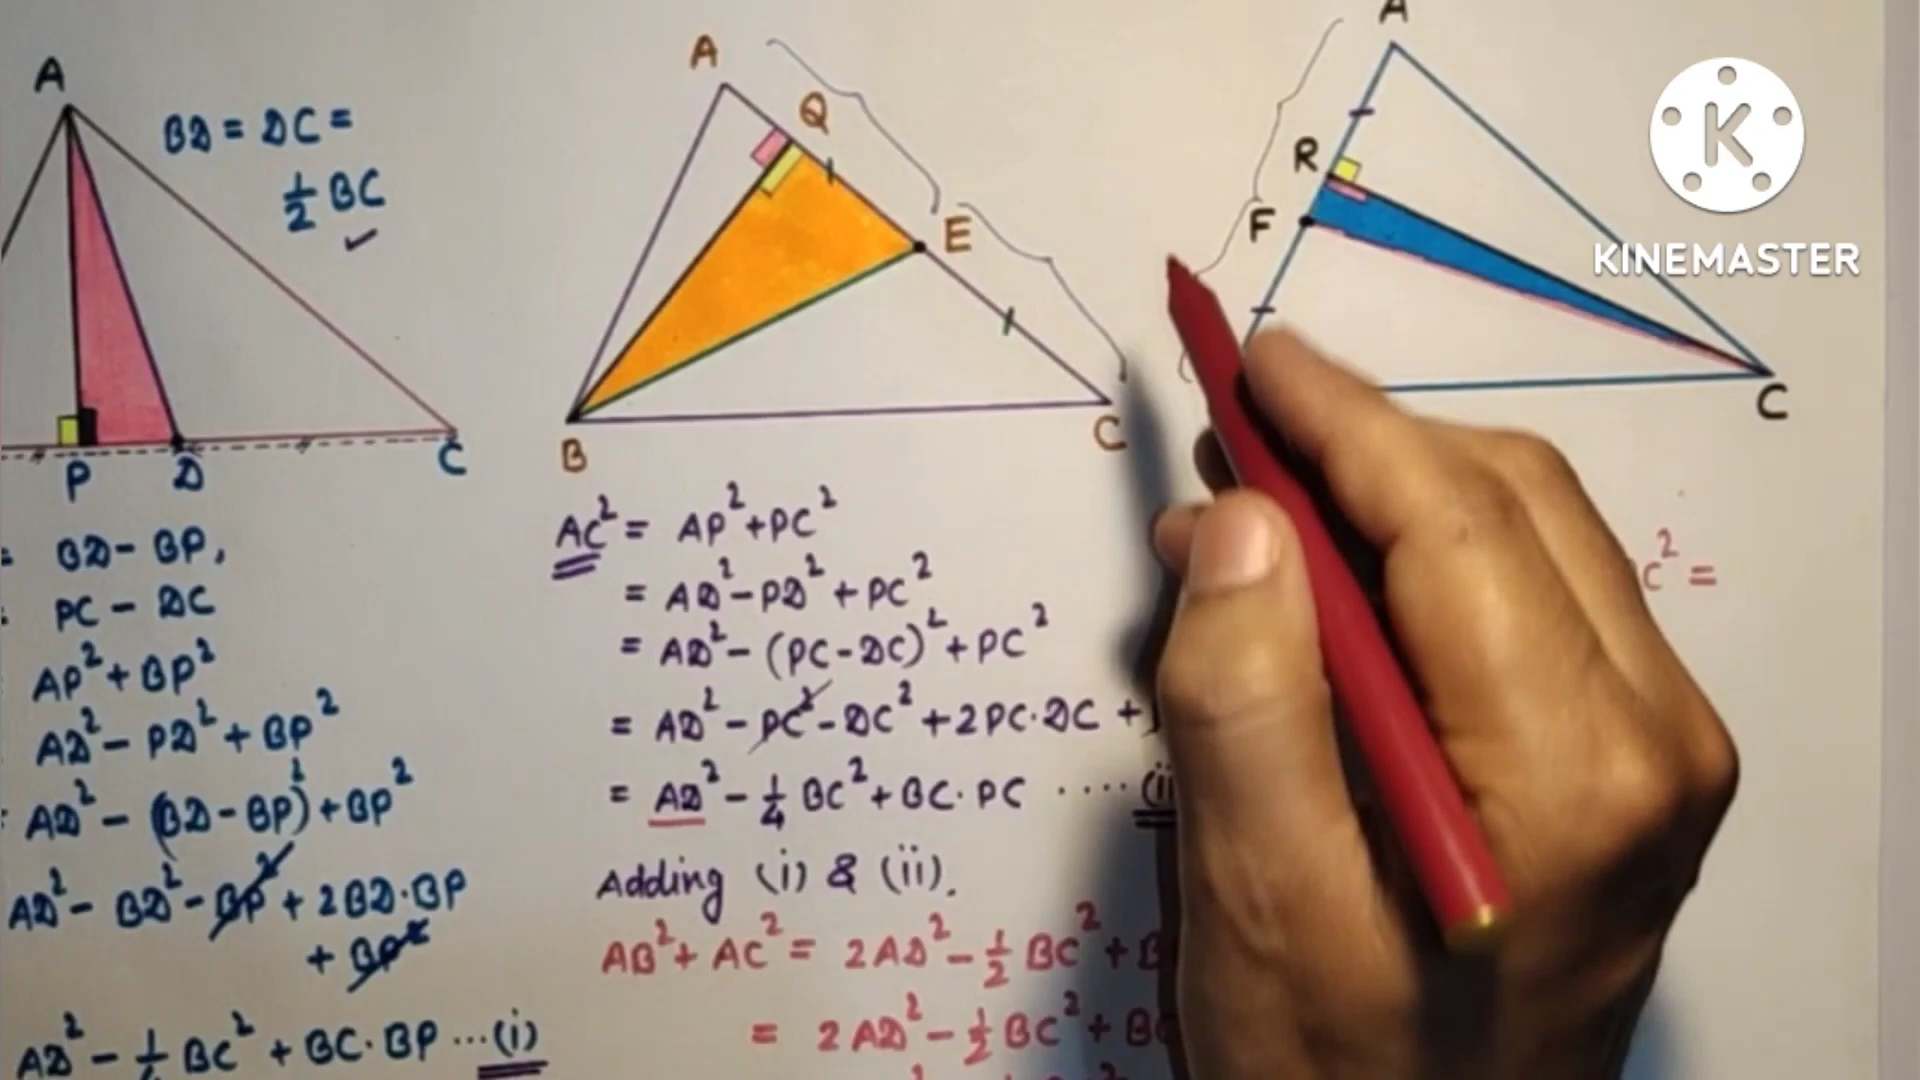 A
BD = DC =
1/2 BC
P
D
C
= BD - BP,
= PC - DC
AP² + BP²
AD² - PD² + BP²
= AD² - (BD - BP)² + BP²
AD² - BD² - BP² + 2BD·BP
+ BP²
AD² - 1/4 BC² + BC·BP ...(i)
A
Q
E
B
C
AC² = AP² + PC²
= AD² - PD² + PC²
= AD² - (PC - DC)² + PC²
= AD² - PC² - DC² + 2PC·DC +
= AD² - 1/4 BC² + BC·PC ....(ii
Adding (i) & (ii).
AB² + AC² = 2AD² - 1/2 BC² + B
= 2AD² - 1/2 BC² + BC
A
R
F
C
C² =
K
KINEMASTER